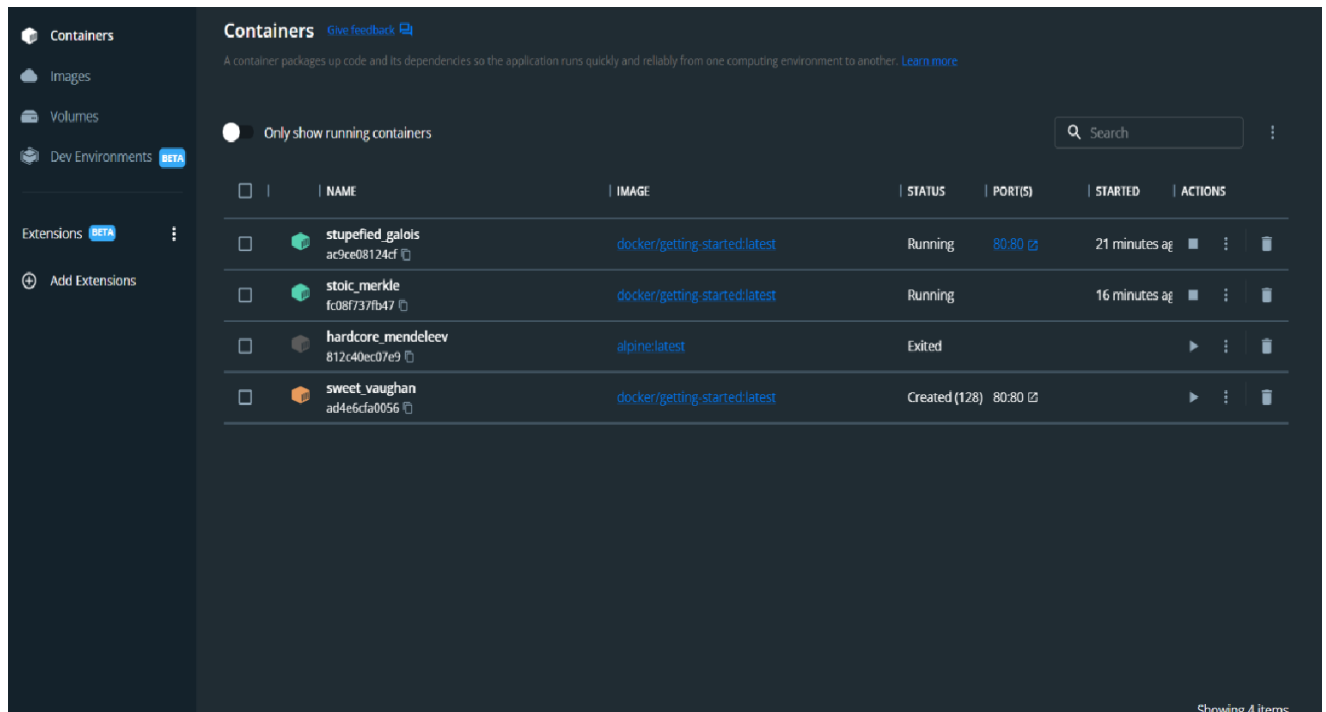 Containers
Images
Volumes
Dev Environments BETA
Extensions BETA
Add Extensions
Containers Give feedback
A container packages up code and its dependencies so the application runs quickly and reliably from one computing environment to another. Learn more
Only show running containers
Search
NAME IMAGE STATUS PORT(S) STARTED ACTIONS
stupefied_galois docker/getting-started:latest Running 80:80 21 minutes ag
ac9ce08124cf
stoic_merkle docker/getting-started:latest Running 16 minutes ag
fc08f737fb47
hardcore_mendeleev alpine:latest Exited
812c40ec07e9
sweet_vaughan docker/getting-started:latest Created (128) 80:80
ad4e6cfa0056
Showing 4 items